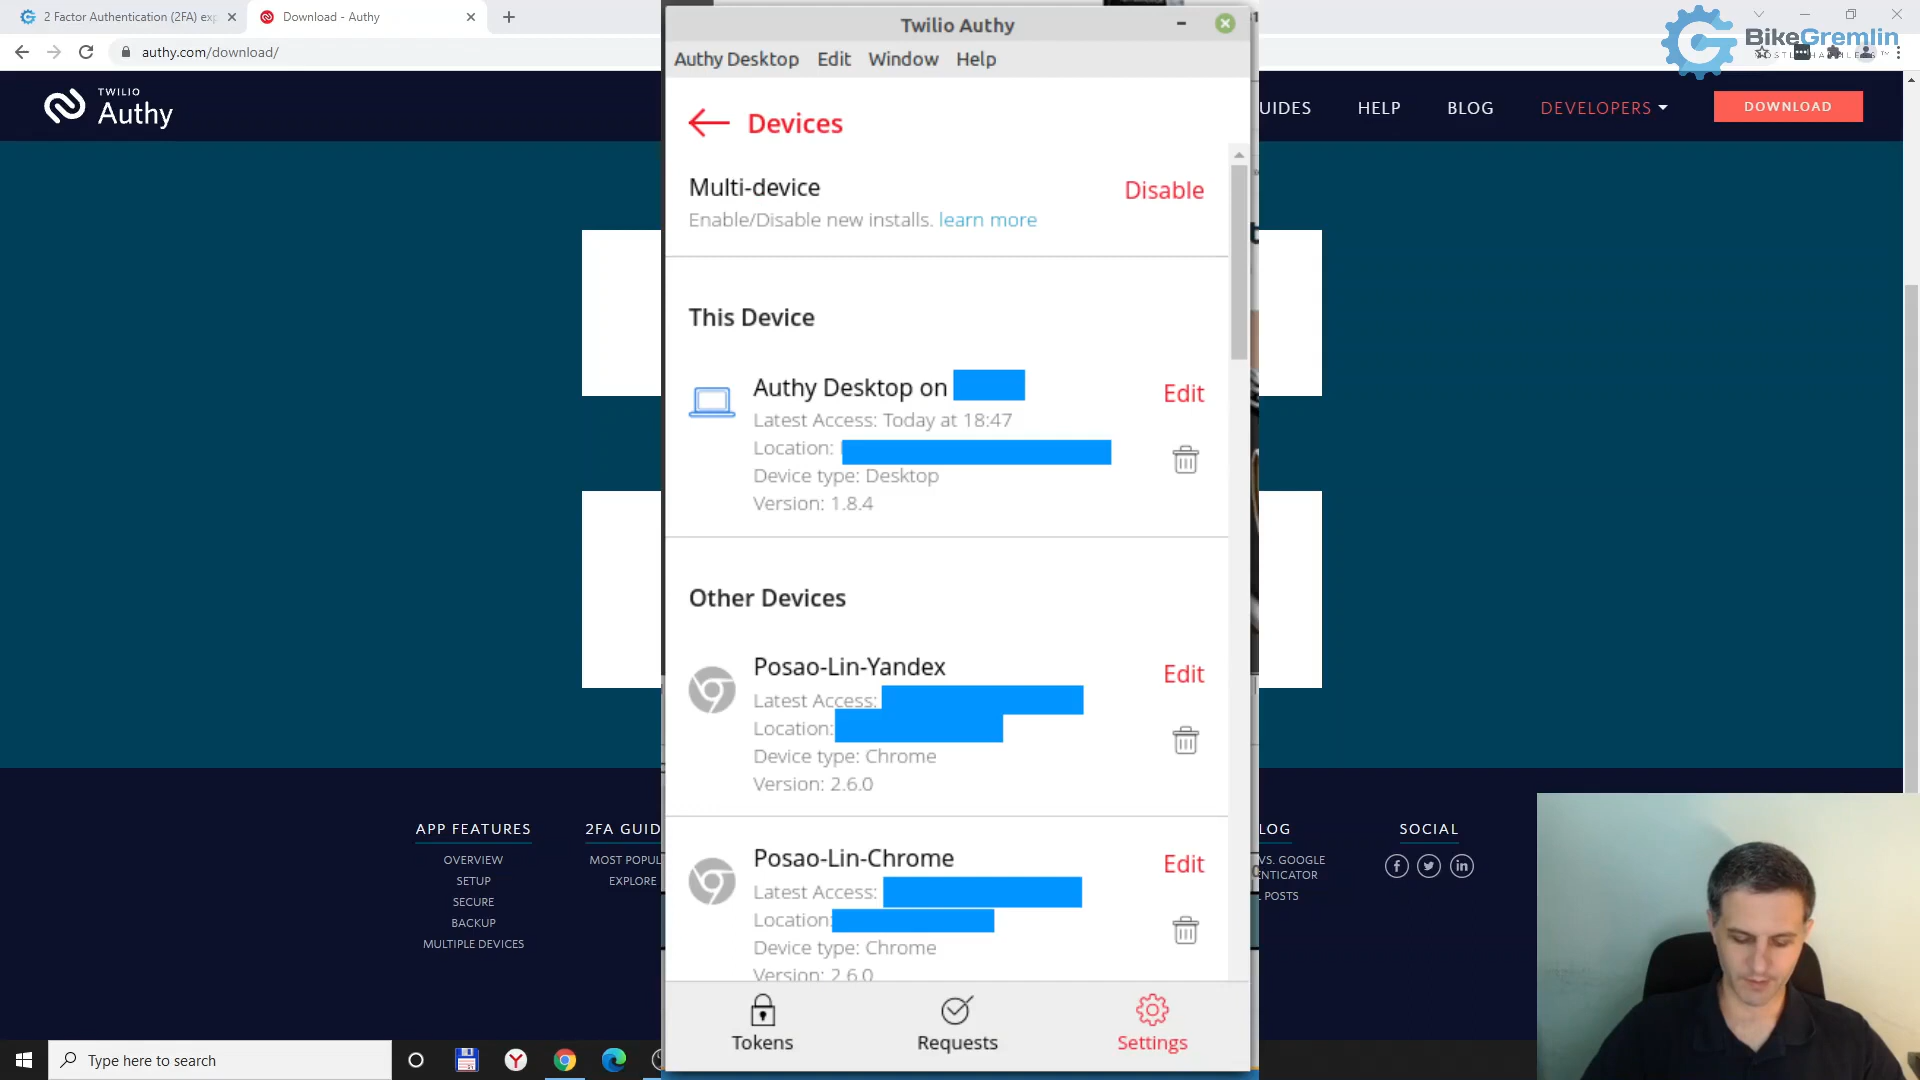 2 Factor Authentication (2FA) exp
Download - Authy
authy.com/download/
BikeGremlin
TWILIO
Authy
UIDES
HELP
BLOG
DEVELOPERS
DOWNLOAD
Twilio Authy
Authy Desktop
Edit
Window
Help
Devices
Multi-device
Disable
Enable/Disable new installs. learn more
This Device
Authy Desktop on
Edit
Latest Access: Today at 18:47
Location:
Device type: Desktop
Version: 1.8.4
Other Devices
Posao-Lin-Yandex
Edit
Latest Access:
Location:
Device type: Chrome
Version: 2.6.0
Posao-Lin-Chrome
Edit
Latest Access:
Location:
Device type: Chrome
Version: 2.6.0
Tokens
Requests
Settings
APP FEATURES
OVERVIEW
SETUP
SECURE
BACKUP
MULTIPLE DEVICES
2FA GUID
MOST POPUL
EXPLORE
LOG
VS. GOOGLE
ENTICATOR
POSTS
SOCIAL
Type here to search